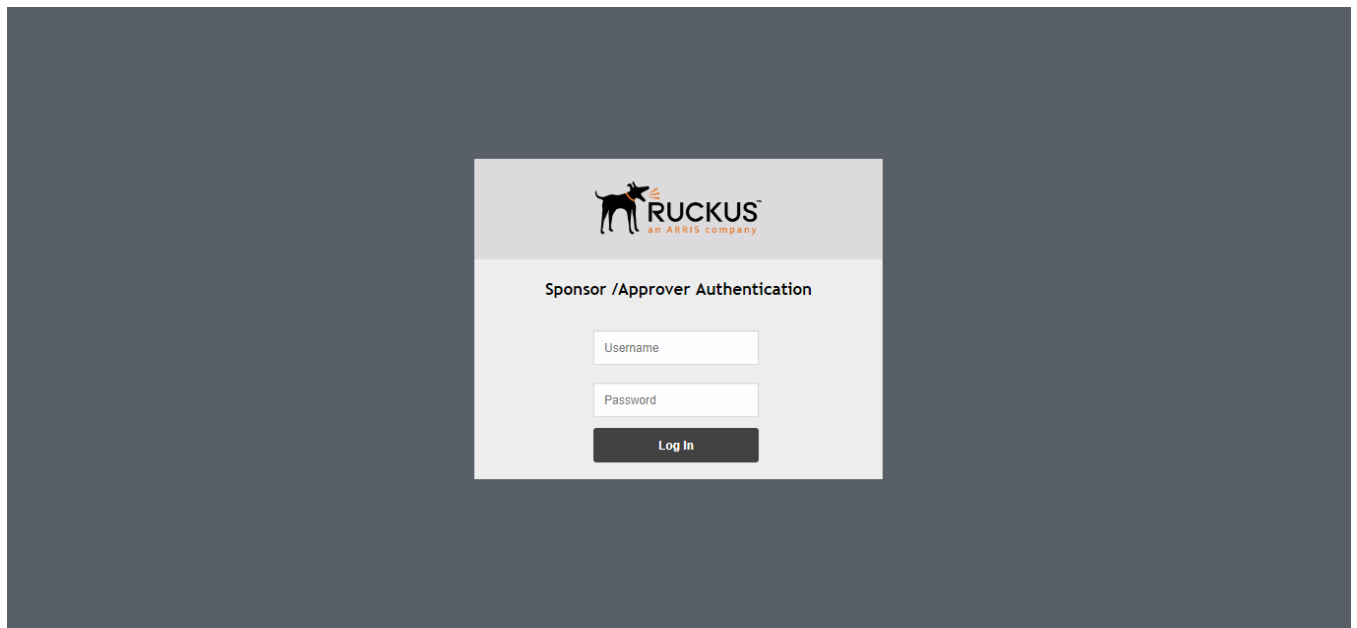 RUCKUS™
an ARRIS company
Sponsor /Approver Authentication
Username
Password
Log In